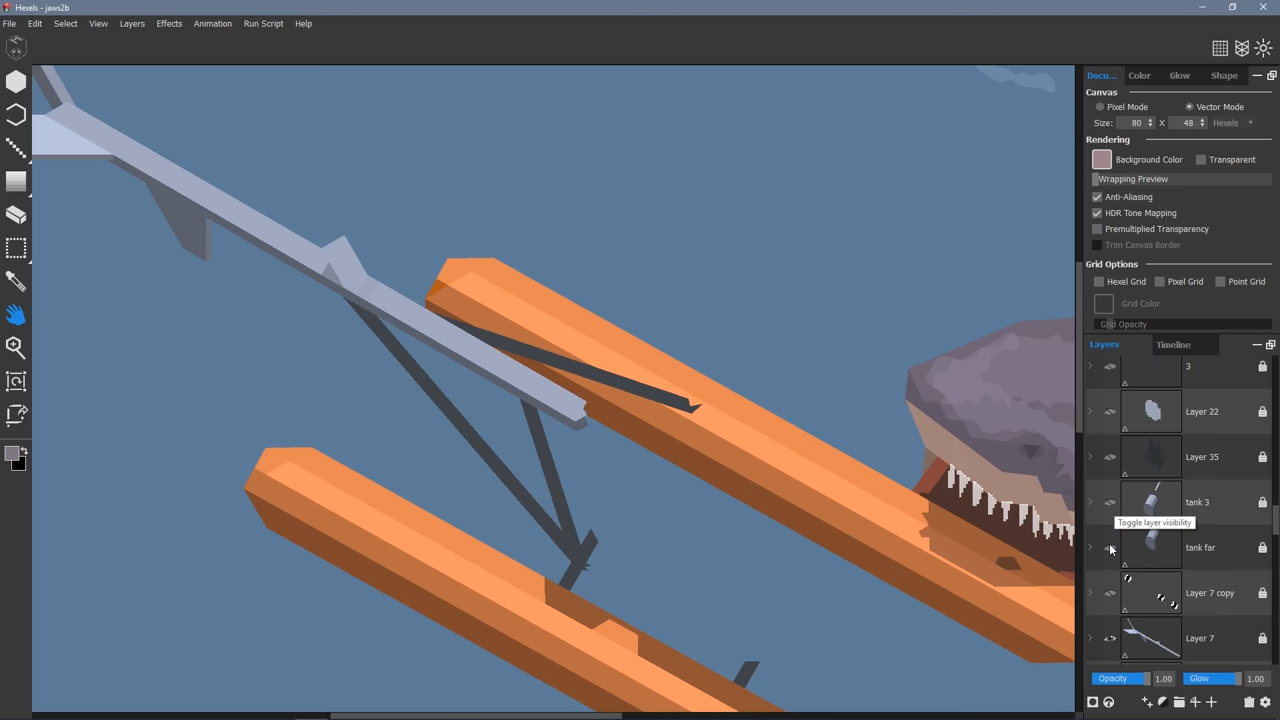 Hexels - jaws2b
File Edit Select View Layers Effects Animation Run Script Help
Docu... Color Glow Shape
Canvas
Pixel Mode Vector Mode
Size: 80 X 48 Hexels
Rendering
Background Color Transparent
Wrapping Preview
Anti-Aliasing
HDR Tone Mapping
Premultiplied Transparency
Trim Canvas Border
Grid Options
Hexel Grid Pixel Grid Point Grid
Grid Color
Grid Opacity
Layers Timeline
3
Layer 22
Layer 35
tank 3
Toggle layer visibility
tank far
Layer 7 copy
Layer 7
Opacity 1.00 Glow 1.00